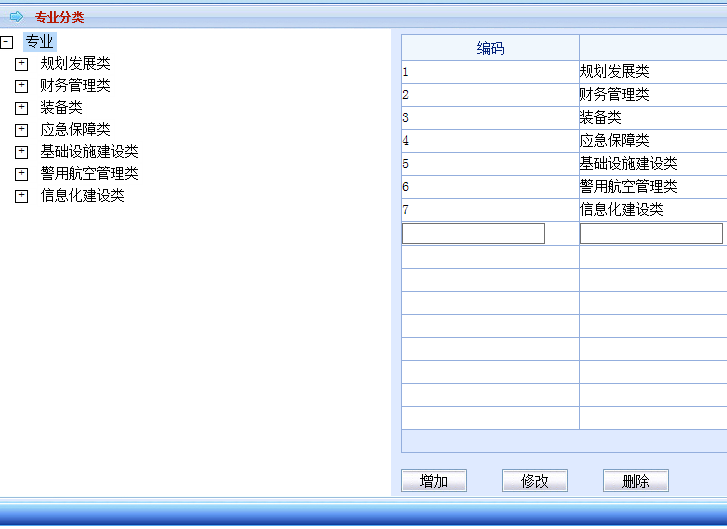 专业分类
专业
规划发展类
财务管理类
装备类
应急保障类
基础设施建设类
警用航空管理类
信息化建设类
编码
1 规划发展类
2 财务管理类
3 装备类
4 应急保障类
5 基础设施建设类
6 警用航空管理类
7 信息化建设类
增加 修改 删除